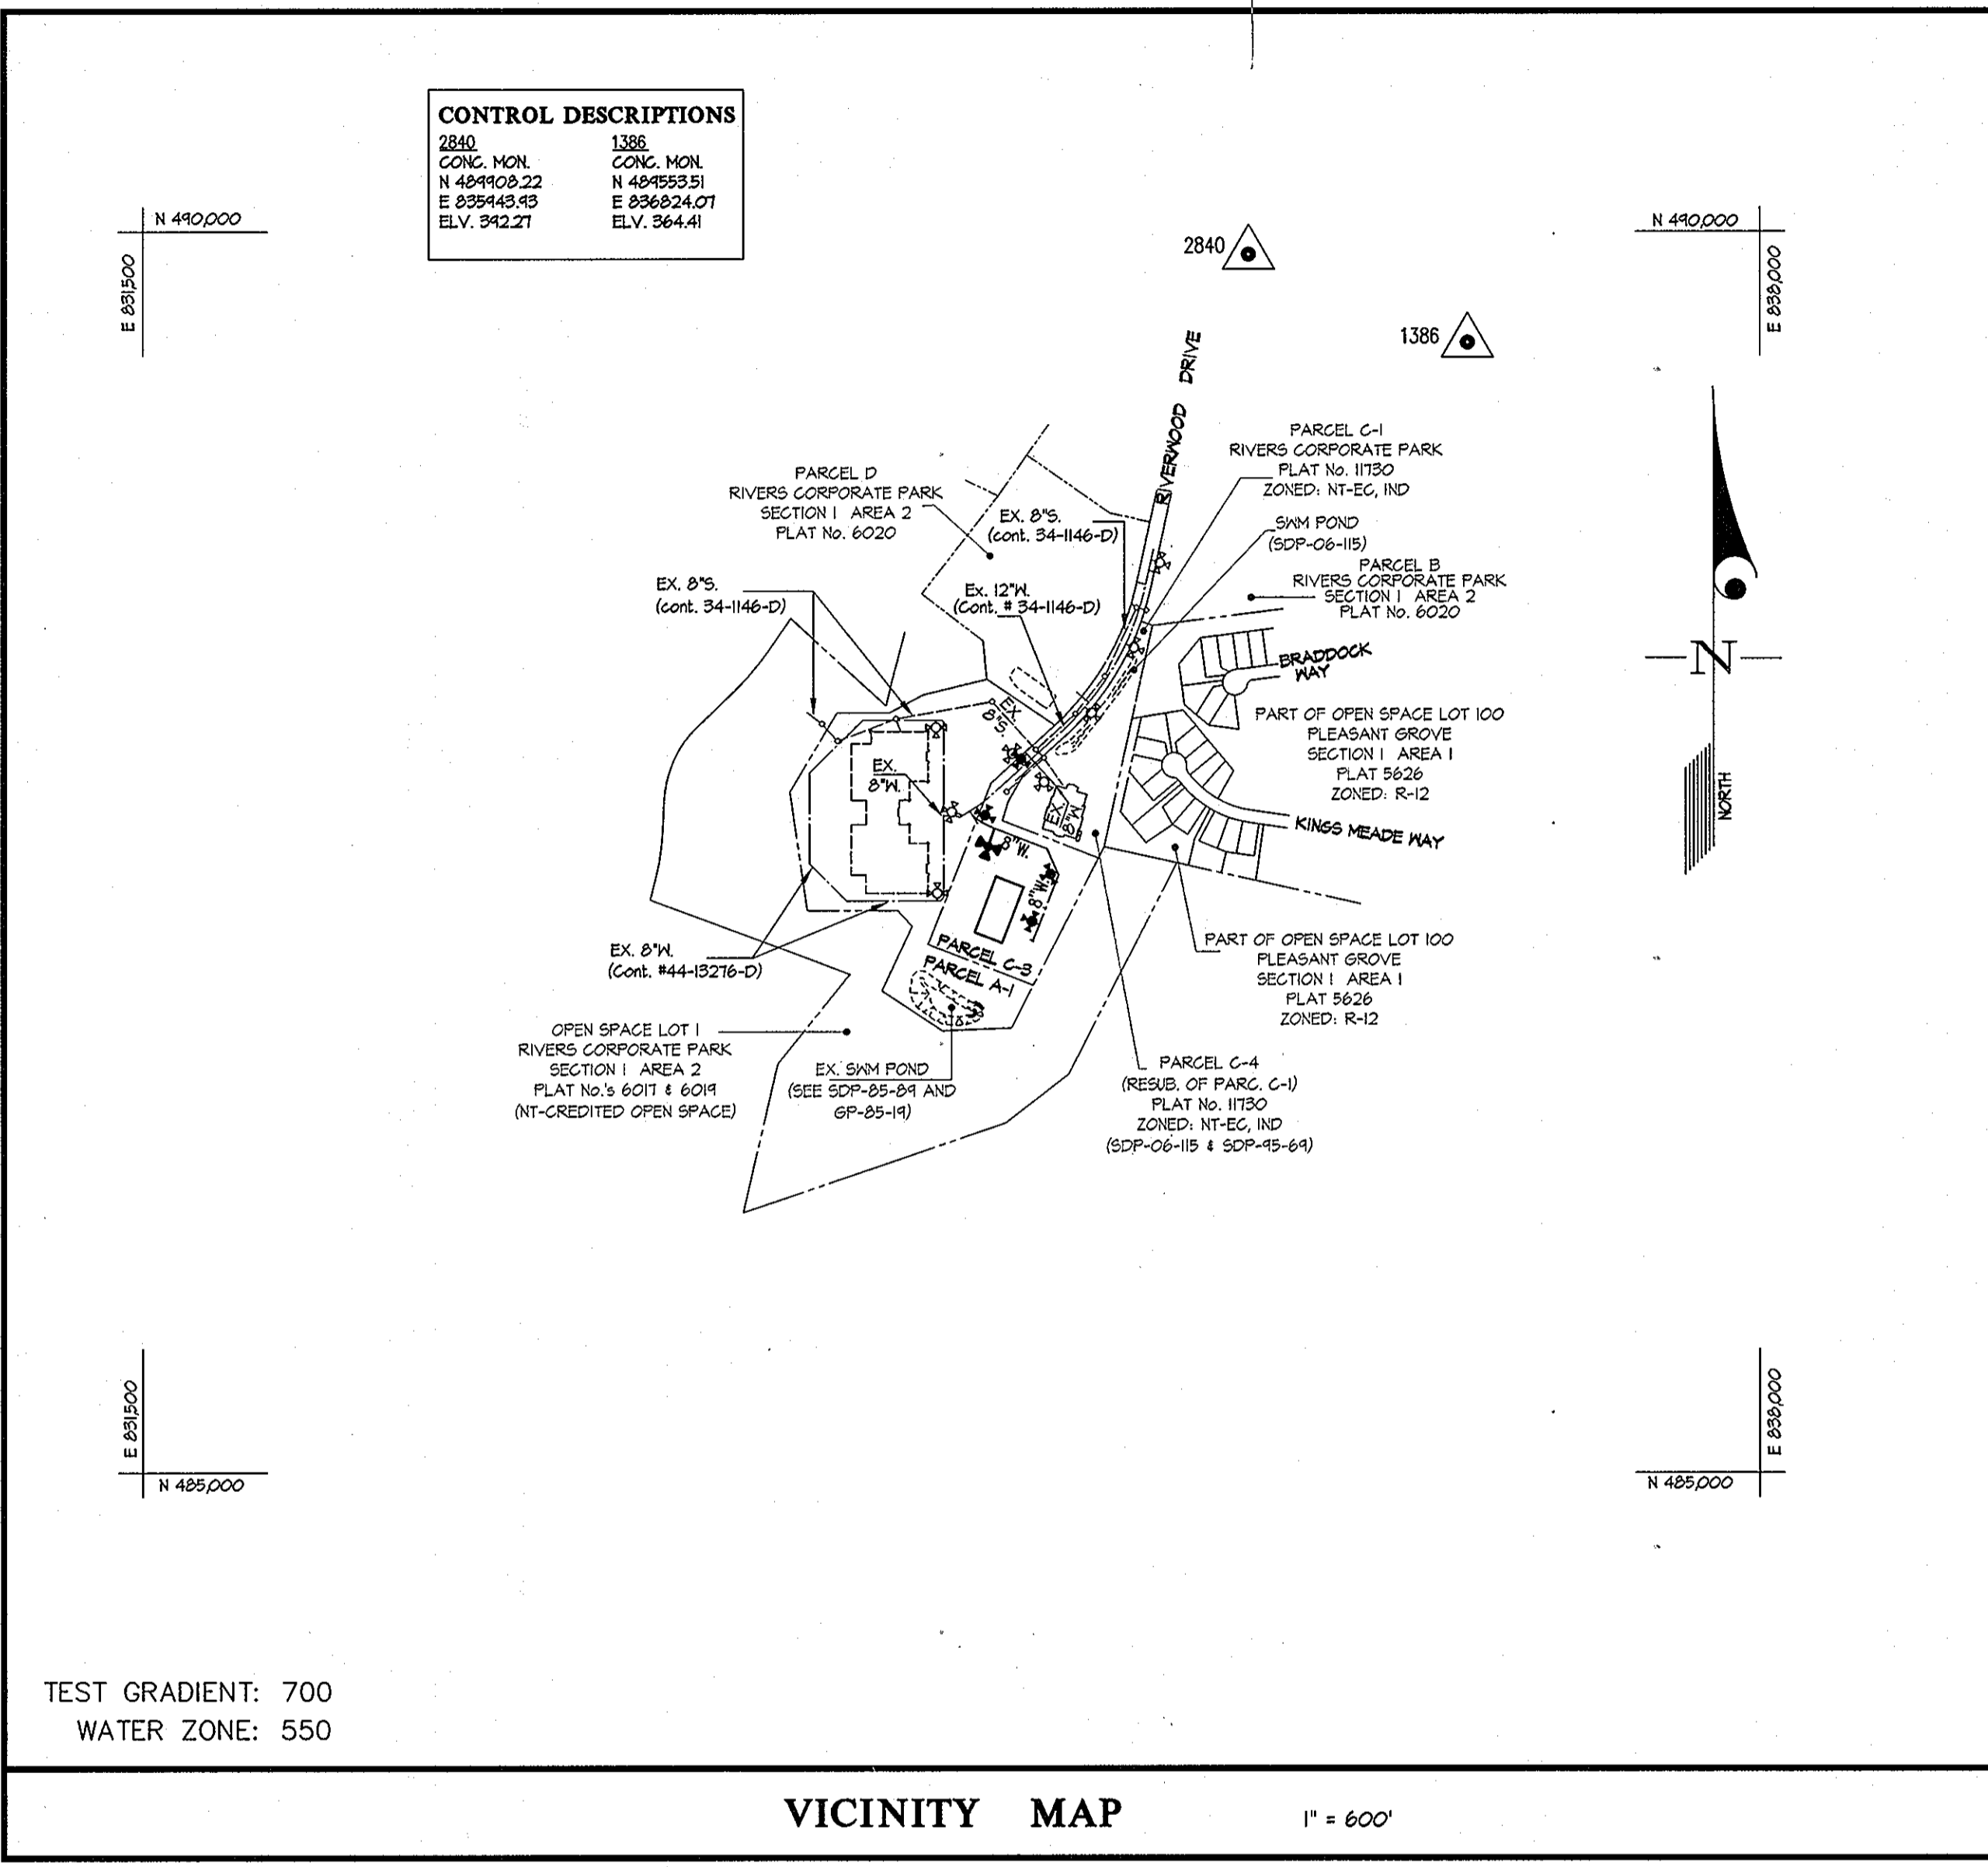 CONTROL DESCRIPTIONS
2840 1386
CONC. MON. CONC. MON.
N 489908.22 N 489553.51
E 835943.93 E 836824.07
ELV. 392.27 ELV. 364.41
N 490,000
E 831,500
N 490,000
E 838,000
2840
1386
RIVERWOOD DRIVE
PARCEL C-1
RIVERS CORPORATE PARK
PLAT No. 11730
ZONED: NT-EC, IND
PARCEL D
RIVERS CORPORATE PARK
SECTION 1 AREA 2
PLAT No. 6020
EX. 8"S.
(cont. 34-1146-D)
SWM POND
(SDP-06-115)
PARCEL B
RIVERS CORPORATE PARK
SECTION 1 AREA 2
PLAT No. 6020
EX. 8"S.
(cont. 34-1146-D)
Ex. 12"W.
(Cont. # 34-1146-D)
BRADDOCK
WAY
N
NORTH
EX.
8"S.
PART OF OPEN SPACE LOT 100
PLEASANT GROVE
SECTION 1 AREA 1
PLAT 5626
ZONED: R-12
EX.
8"W.
EX.
8"W.
KINGS MEADE WAY
8"W.
8"W.
PARCEL C-3
PARCEL A-1
EX. 8"W.
(Cont. #44-13276-D)
PART OF OPEN SPACE LOT 100
PLEASANT GROVE
SECTION 1 AREA 1
PLAT 5626
ZONED: R-12
OPEN SPACE LOT 1
RIVERS CORPORATE PARK
SECTION 1 AREA 2
PLAT No.'s 6017 & 6019
(NT-CREDITED OPEN SPACE)
EX. SWM POND
(SEE SDP-85-89 AND
GP-85-19)
PARCEL C-4
(RESUB. OF PARC. C-1)
PLAT No. 11730
ZONED: NT-EC, IND
(SDP-06-115 & SDP-95-69)
E 831,500
N 485,000
E 838,000
N 485,000
TEST GRADIENT: 700
WATER ZONE: 550
VICINITY MAP 1" = 600'